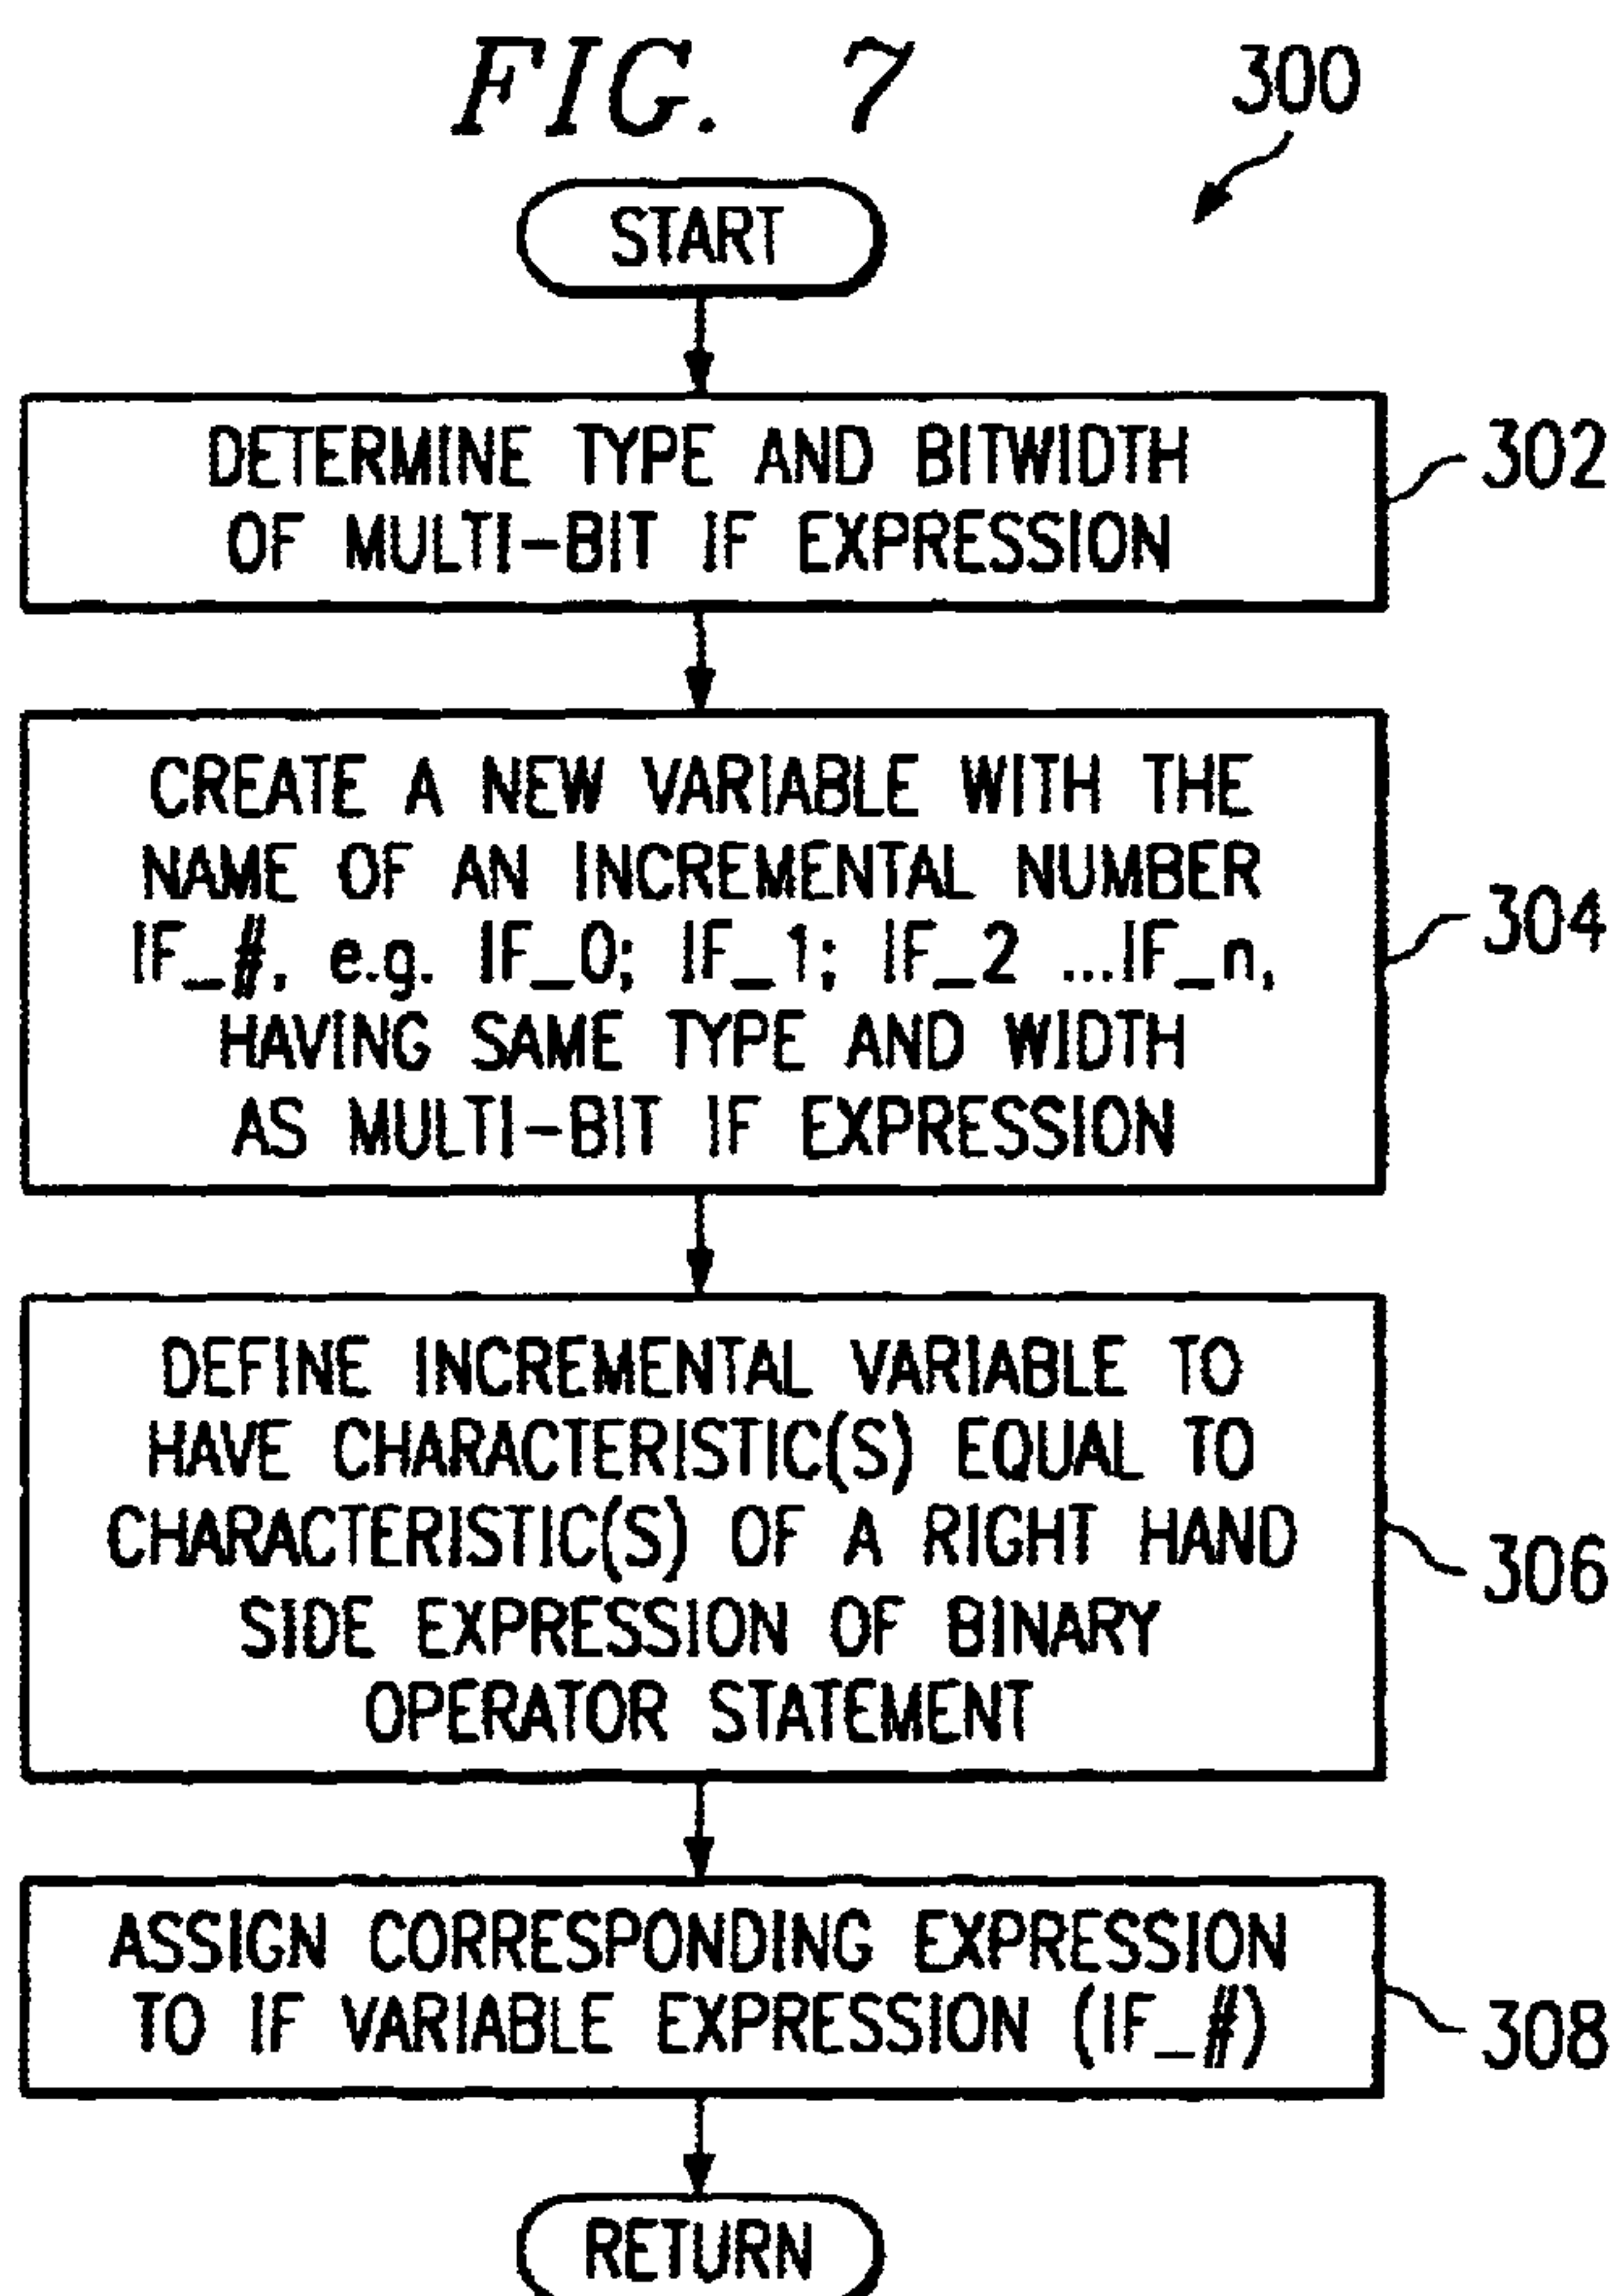 FIG. 7
300
START
DETERMINE TYPE AND BITWIDTH
OF MULTI-BIT IF EXPRESSION
302
CREATE A NEW VARIABLE WITH THE
NAME OF AN INCREMENTAL NUMBER
IF_#, e.g. IF_0; IF_1; IF_2 ...IF_n,
HAVING SAME TYPE AND WIDTH
AS MULTI-BIT IF EXPRESSION
304
DEFINE INCREMENTAL VARIABLE TO
HAVE CHARACTERISTIC(S) EQUAL TO
CHARACTERISTIC(S) OF A RIGHT HAND
SIDE EXPRESSION OF BINARY
OPERATOR STATEMENT
306
ASSIGN CORRESPONDING EXPRESSION
TO IF VARIABLE EXPRESSION (IF_#)
308
RETURN